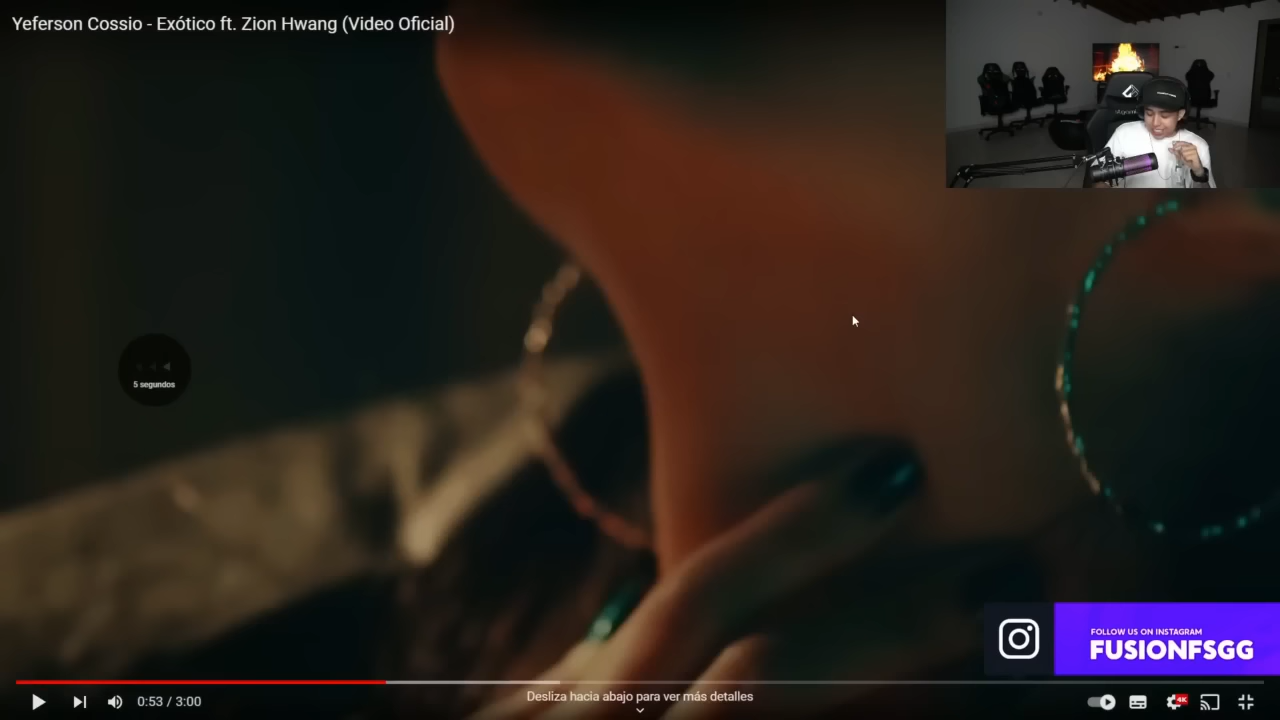 Yeferson Cossio - Exótico ft. Zion Hwang (Video Oficial)
5 segundos
FOLLOW US ON INSTAGRAM
FUSIONFSGG
Desliza hacia abajo para ver más detalles
0:53 / 3:00
4K